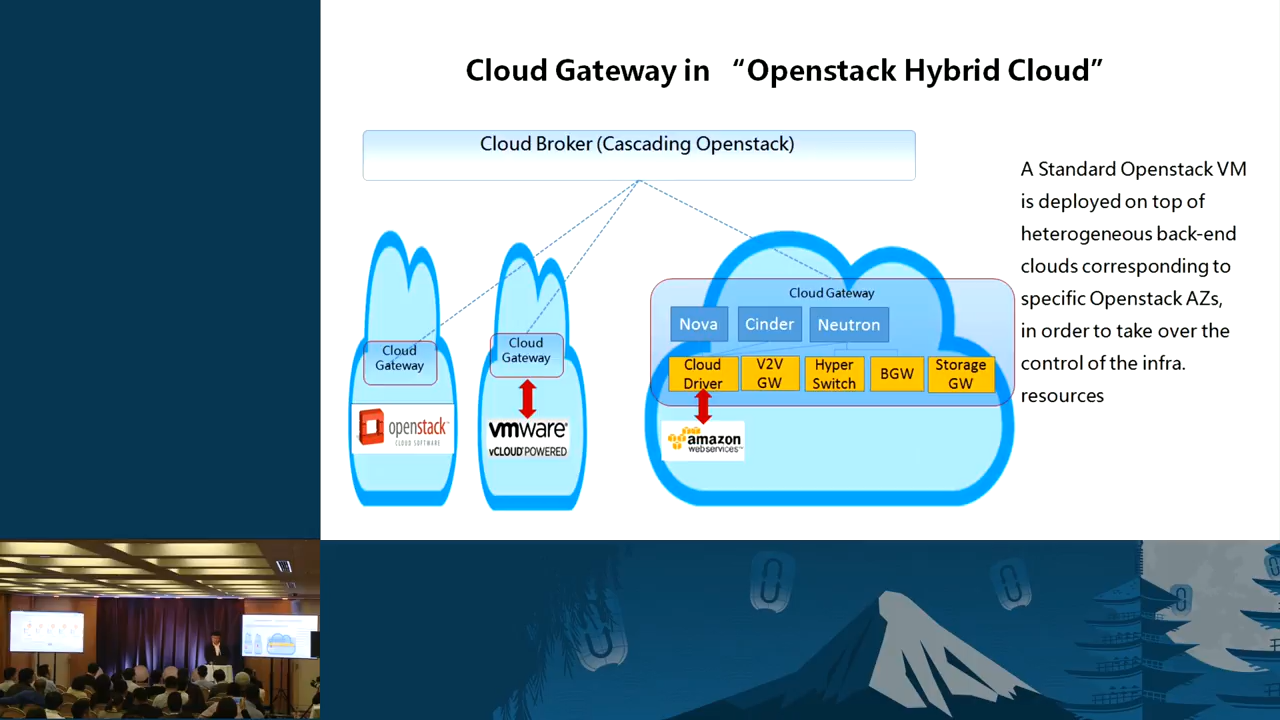 Cloud Gateway in “Openstack Hybrid Cloud”
Cloud Broker (Cascading Openstack)
A Standard Openstack VM
is deployed on top of
heterogeneous back-end
clouds corresponding to
specific Openstack AZs,
in order to take over the
control of the infra.
resources
Cloud
Gateway
openstack
CLOUD SOFTWARE
Cloud
Gateway
vmware
vCLOUD POWERED
Cloud Gateway
Nova
Cinder
Neutron
Cloud
Driver
V2V
GW
Hyper
Switch
BGW
Storage
GW
amazon
webservices™